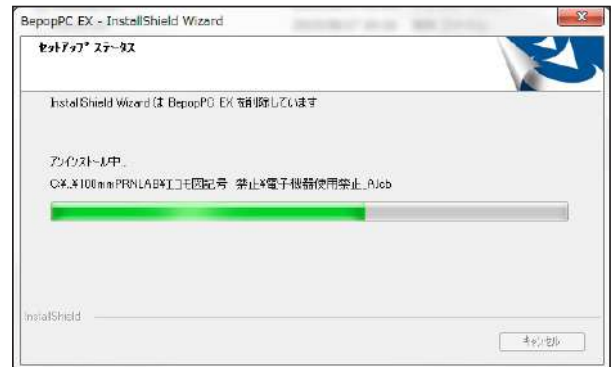 BepopPC EX - InstallShield Wizard
セットアップ ステータス
InstallShield Wizard は BepopPC EX を削除しています
アンインストール中...
C:¥..¥100mmPRNLAB¥エコモ図記号 禁止¥電子機器使用禁止_A.lcb
InstallShield
キャンセル